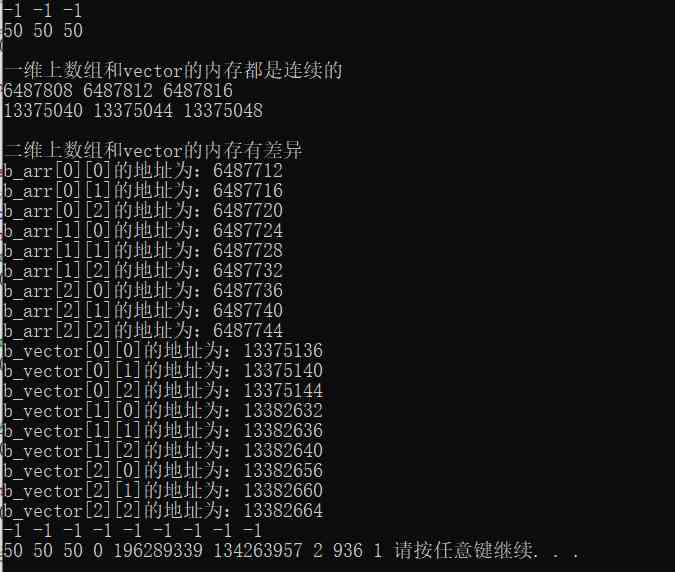 -1 -1 -1
50 50 50
一维上数组和vector的内存都是连续的
6487808 6487812 6487816
13375040 13375044 13375048
二维上数组和vector的内存有差异
b_arr[0][0]的地址为：6487712
b_arr[0][1]的地址为：6487716
b_arr[0][2]的地址为：6487720
b_arr[1][0]的地址为：6487724
b_arr[1][1]的地址为：6487728
b_arr[1][2]的地址为：6487732
b_arr[2][0]的地址为：6487736
b_arr[2][1]的地址为：6487740
b_arr[2][2]的地址为：6487744
b_vector[0][0]的地址为：13375136
b_vector[0][1]的地址为：13375140
b_vector[0][2]的地址为：13375144
b_vector[1][0]的地址为：13382632
b_vector[1][1]的地址为：13382636
b_vector[1][2]的地址为：13382640
b_vector[2][0]的地址为：13382656
b_vector[2][1]的地址为：13382660
b_vector[2][2]的地址为：13382664
-1 -1 -1 -1 -1 -1 -1 -1 -1
50 50 50 0 196289339 134263957 2 936 1 请按任意键继续. . .